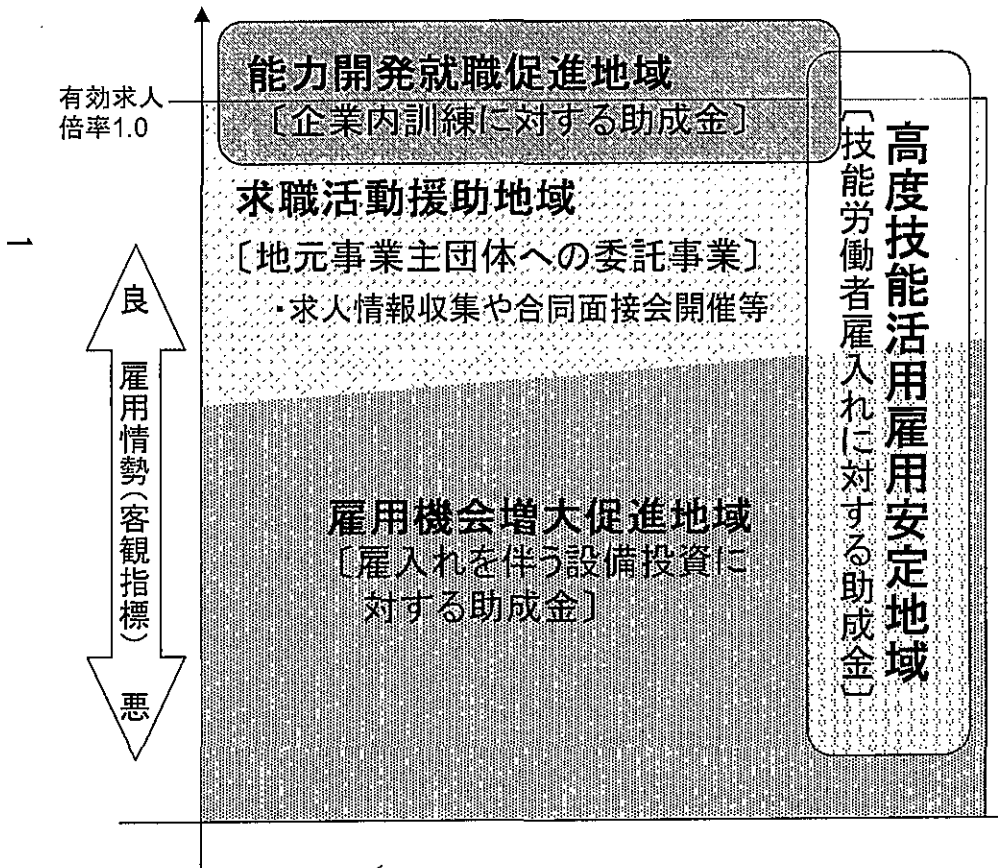 能力開発就職促進地域
〔企業内訓練に対する助成金〕
有効求人
倍率1.0
求職活動援助地域
〔地元事業主団体への委託事業〕
・求人情報収集や合同面接会開催等
雇用機会増大促進地域
〔雇入れを伴う設備投資に
対する助成金〕
高度技能活用雇用安定地域
〔技能労働者雇入れに対する助成金〕
良
雇用情勢(客観指標)
悪
1